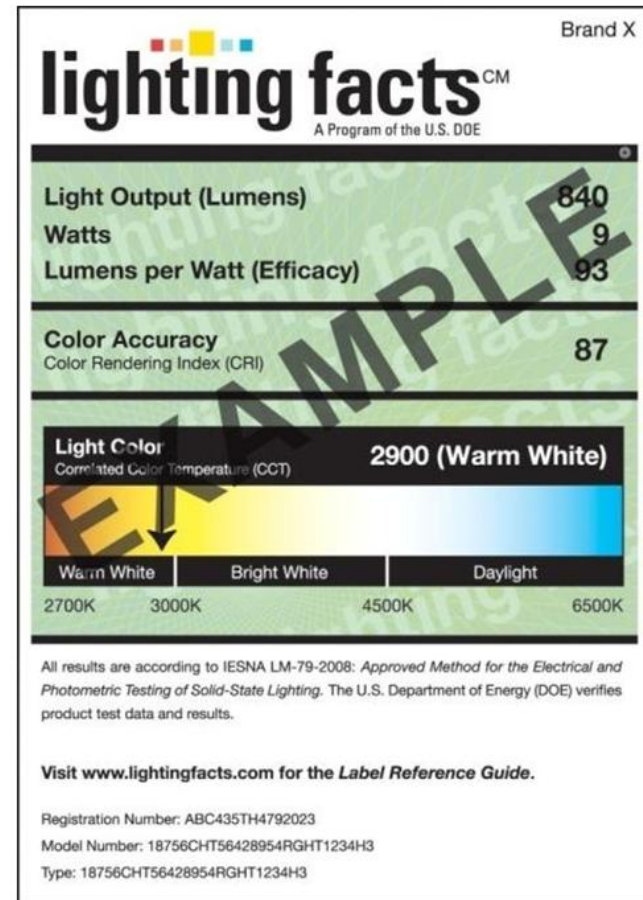 Brand X
lighting facts CM
A Program of the U.S. DOE
Light Output (Lumens) 840
Watts 9
Lumens per Watt (Efficacy) 93
Color Accuracy
Color Rendering Index (CRI) 87
Light Color
Correlated Color Temperature (CCT) 2900 (Warm White)
Warm White Bright White Daylight
2700K 3000K 4500K 6500K
EXAMPLE
All results are according to IESNA LM-79-2008: Approved Method for the Electrical and
Photometric Testing of Solid-State Lighting. The U.S. Department of Energy (DOE) verifies
product test data and results.
Visit www.lightingfacts.com for the Label Reference Guide.
Registration Number: ABC435TH4792023
Model Number: 18756CHT56428954RGHT1234H3
Type: 18756CHT56428954RGHT1234H3